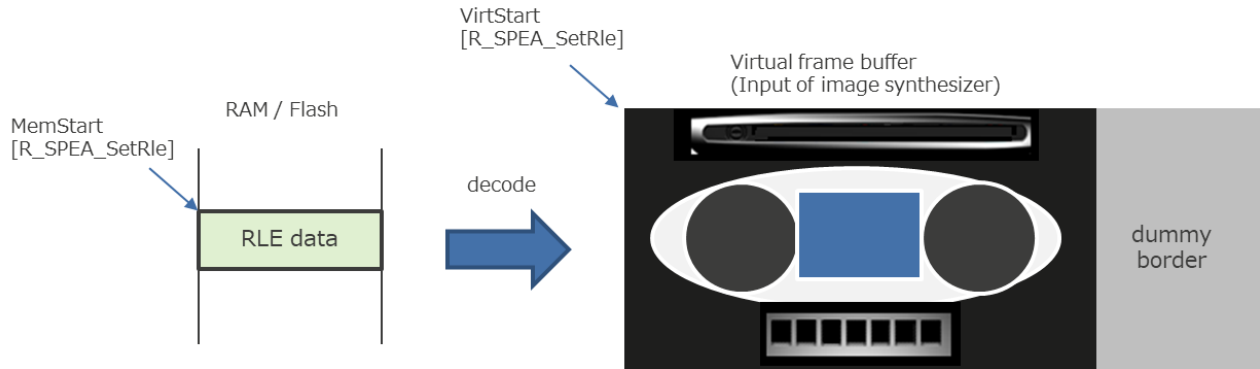 VirtStart
[R_SPEA_SetRle]
Virtual frame buffer
(Input of image synthesizer)
RAM / Flash
MemStart
[R_SPEA_SetRle]
decode
RLE data
dummy
border